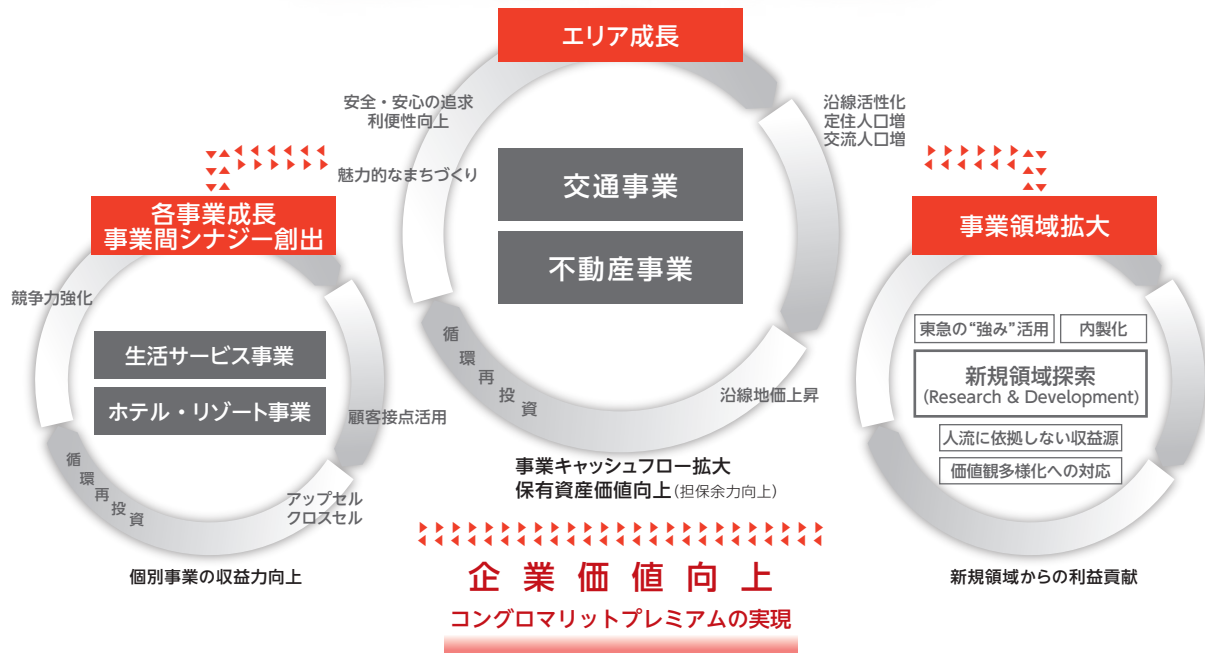 エリア成長
安全・安心の追求
利便性向上
魅力的なまちづくり
沿線活性化
定住人口増
交流人口増
交通事業
不動産事業
循環再投資
沿線地価上昇
事業キャッシュフロー拡大
保有資産価値向上(担保余力向上)
各事業成長
事業間シナジー創出
競争力強化
生活サービス事業
ホテル・リゾート事業
顧客接点活用
循環再投資
アップセル
クロスセル
個別事業の収益力向上
事業領域拡大
東急の“強み”活用
内製化
新規領域探索
(Research & Development)
人流に依拠しない収益源
価値観多様化への対応
新規領域からの利益貢献
企業価値向上
コングロマリットプレミアムの実現